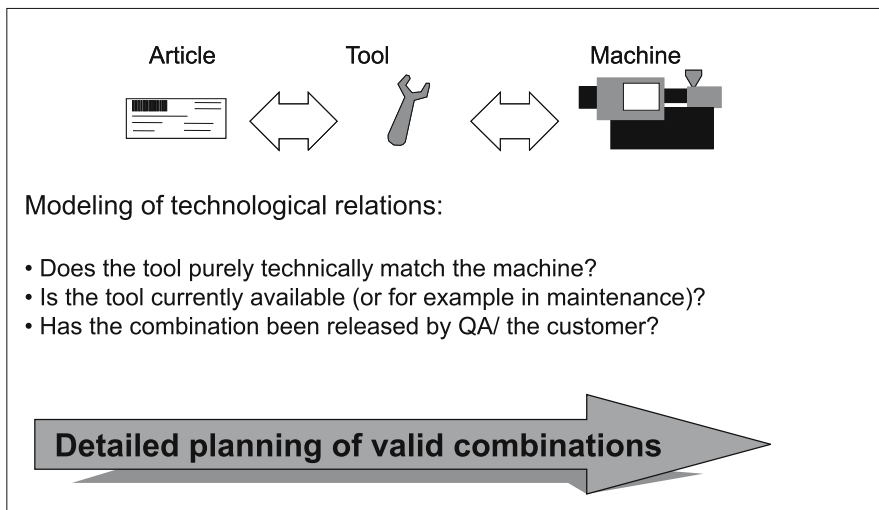 Article Tool Machine
Modeling of technological relations:
• Does the tool purely technically match the machine?
• Is the tool currently available (or for example in maintenance)?
• Has the combination been released by QA/ the customer?
Detailed planning of valid combinations